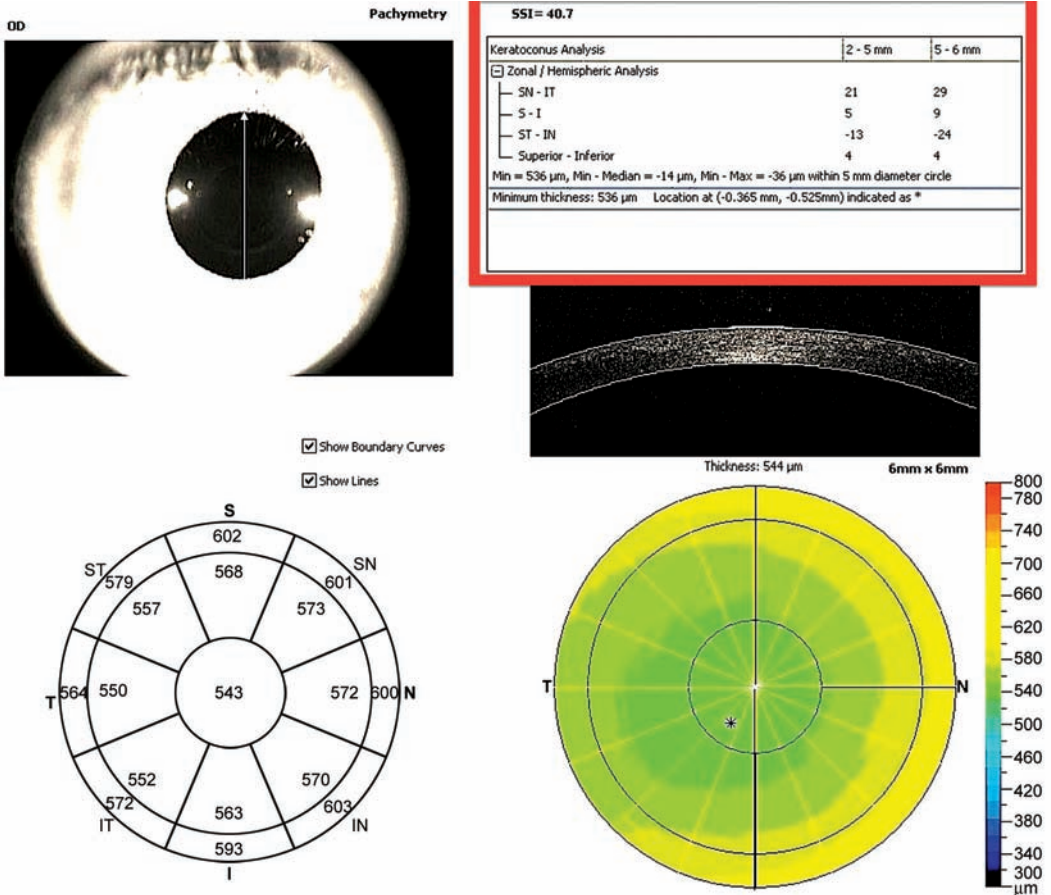 OD
Pachymetry
SSI= 40.7
Keratoconus Analysis 2 - 5 mm 5 - 6 mm
Zonal / Hemispheric Analysis
SN - IT 21 29
S - I 5 9
ST - IN -13 -24
Superior - Inferior 4 4
Min = 536 µm, Min - Median = -14 µm, Min - Max = -36 µm within 5 mm diameter circle
Minimum thickness: 536 µm Location at (-0.365 mm, -0.525mm) indicated as *
Show Boundary Curves
Show Lines
Thickness: 544 µm 6mm x 6mm
S
602
ST 579 568 601 SN
557 573
T 564 550 543 572 600 N
552 570
IT 572 563 603 IN
593
I
T N
*
800
780
740
700
660
620
580
540
500
460
420
380
340
300
µm